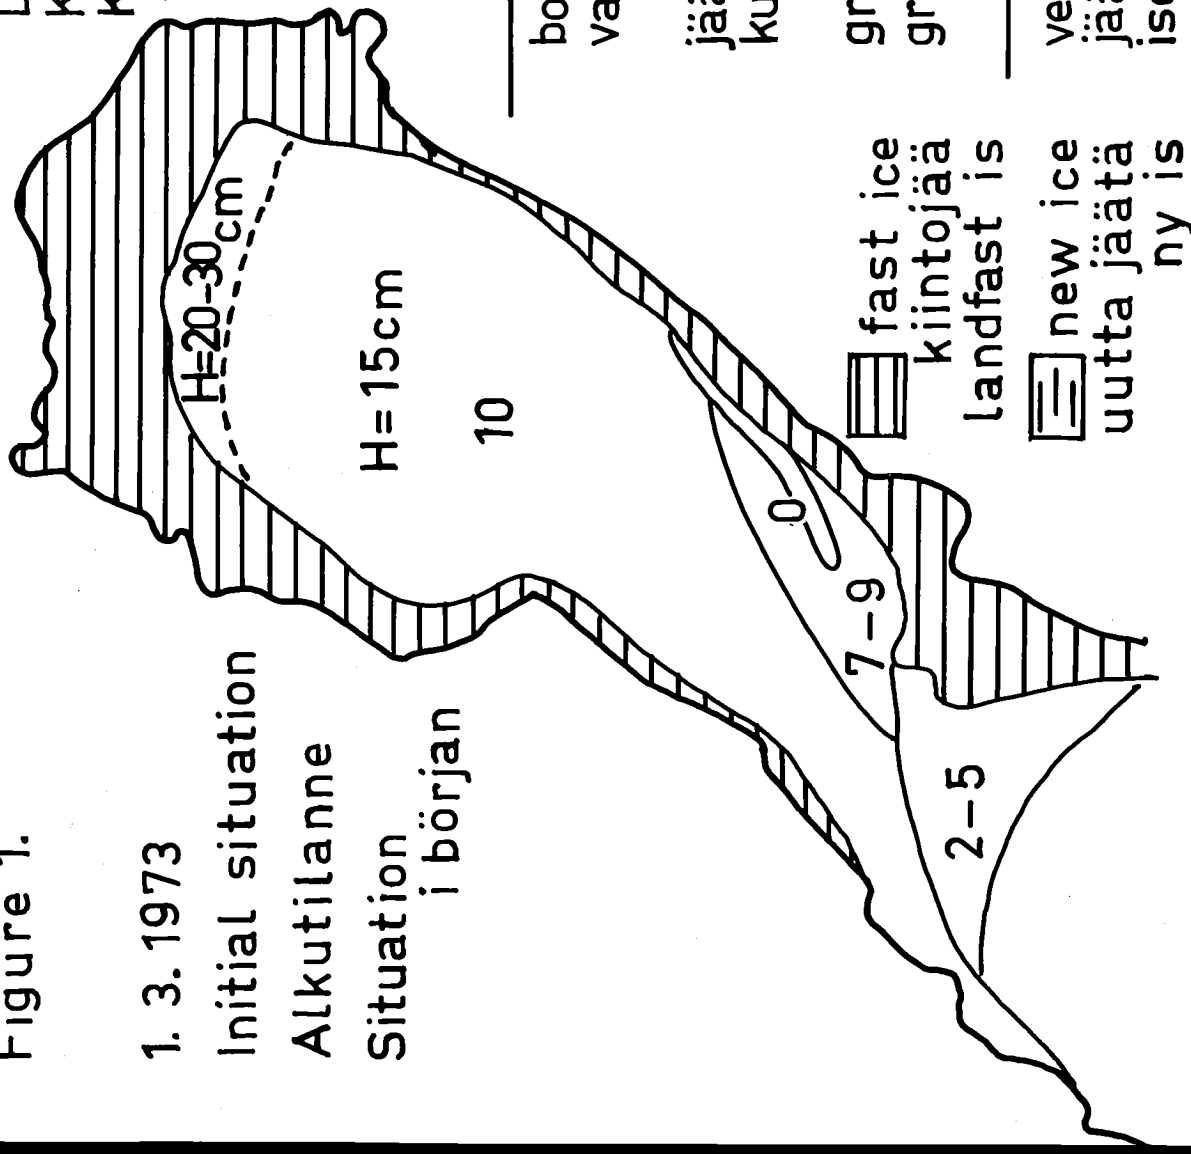 Figure 1.
1. 3. 1973
Initial situation
Alkutilanne
Situation
i början
H=20-30cm
H=15cm
10
0
7-9
2-5
fast ice
kiintojää
landfast is
new ice
uutta jäätä
ny is